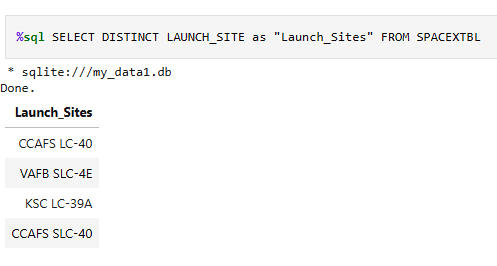 %sql SELECT DISTINCT LAUNCH_SITE as "Launch_Sites" FROM SPACEXTBL
* sqlite:///my_data1.db
Done.
Launch_Sites
CCAFS LC-40
VAFB SLC-4E
KSC LC-39A
CCAFS SLC-40